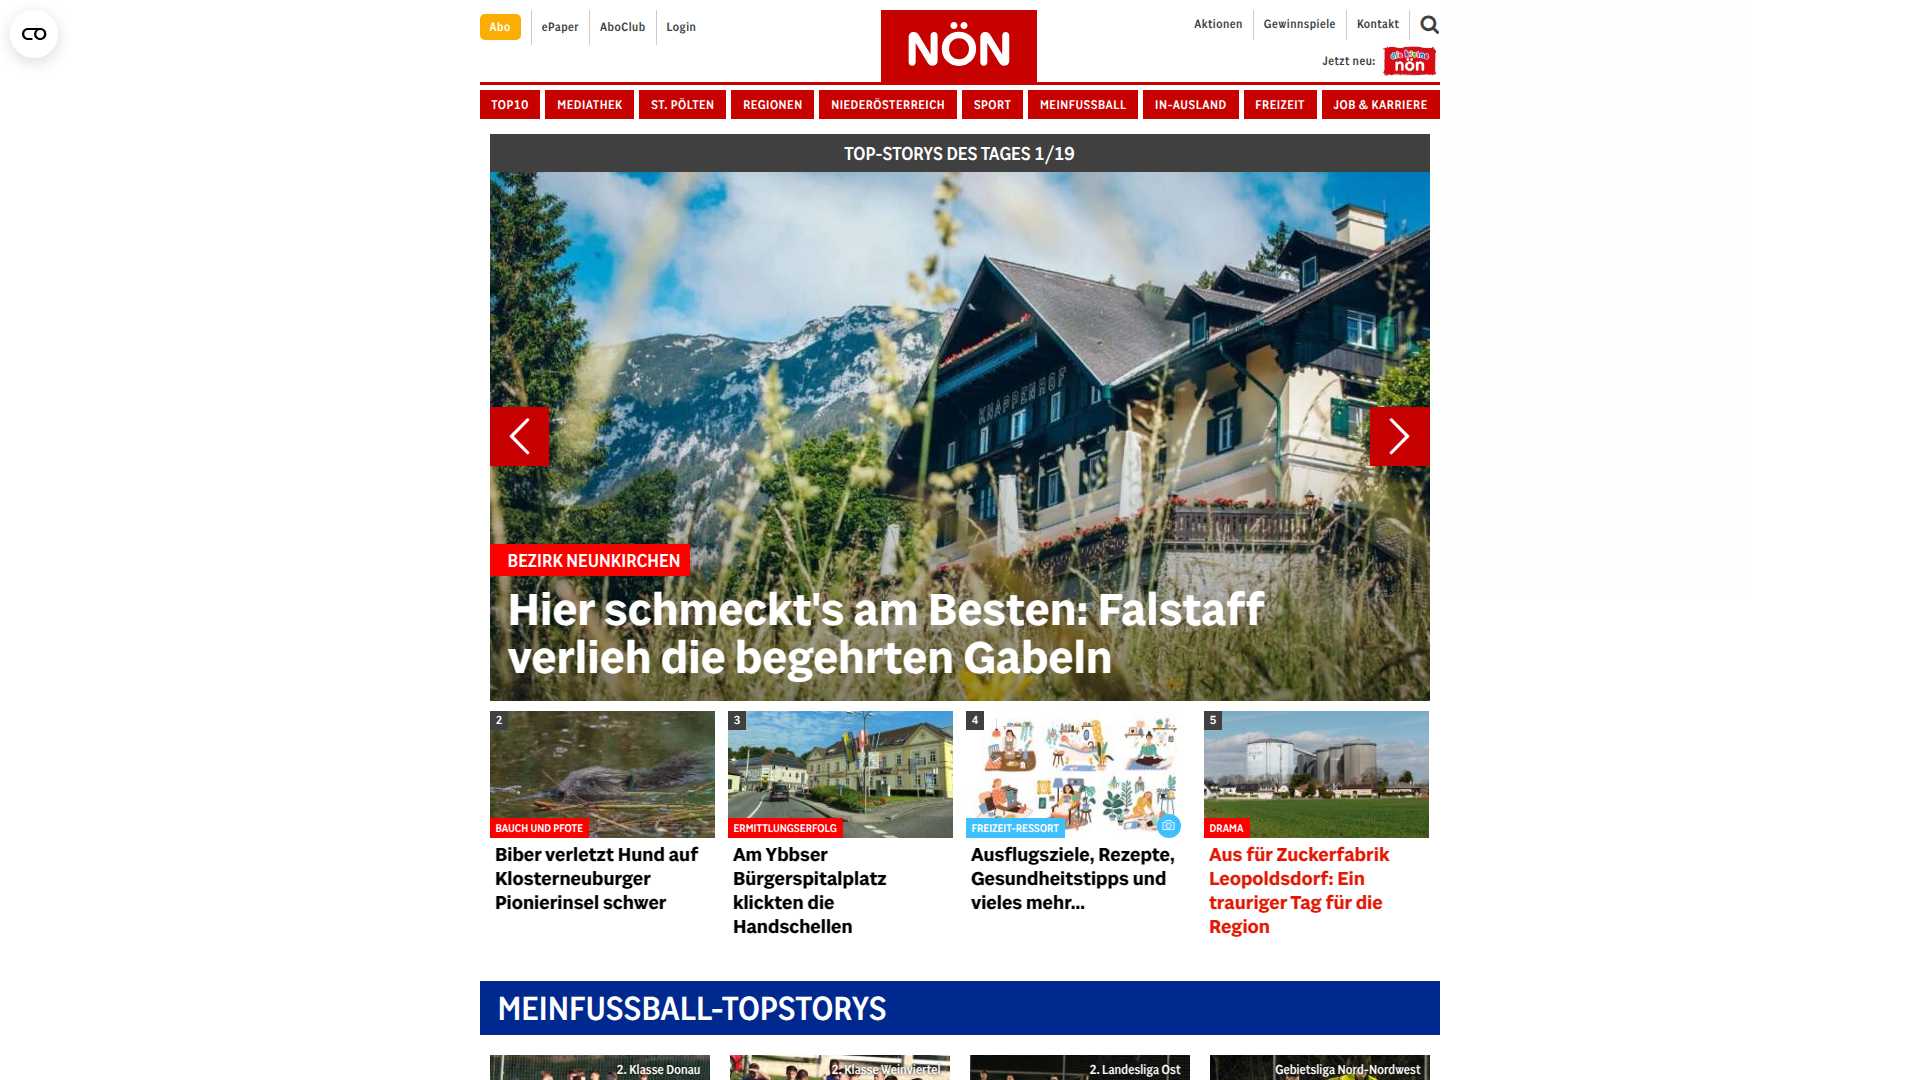 Abo
ePaper
AboClub
Login
NÖN
Aktionen
Gewinnspiele
Kontakt
Jetzt neu:
die kleine
nön
TOP10
MEDIATHEK
ST. PÖLTEN
REGIONEN
NIEDERÖSTERREICH
SPORT
MEINFUSSBALL
IN-AUSLAND
FREIZEIT
JOB & KARRIERE
TOP-STORYS DES TAGES 1/19
KNAPPENHOF
BEZIRK NEUNKIRCHEN
Hier schmeckt's am Besten: Falstaff
verlieh die begehrten Gabeln
2
BAUCH UND PFOTE
Biber verletzt Hund auf
Klosterneuburger
Pionierinsel schwer
3
ERMITTLUNGSERFOLG
Am Ybbser
Bürgerspitalplatz
klickten die
Handschellen
4
FREIZEIT-RESSORT
Ausflugsziele, Rezepte,
Gesundheitstipps und
vieles mehr...
5
DRAMA
Aus für Zuckerfabrik
Leopoldsdorf: Ein
trauriger Tag für die
Region
MEINFUSSBALL-TOPSTORYS
2. Klasse Donau
2. Klasse Weinviertel
2. Landesliga Ost
Gebietsliga Nord-Nordwest